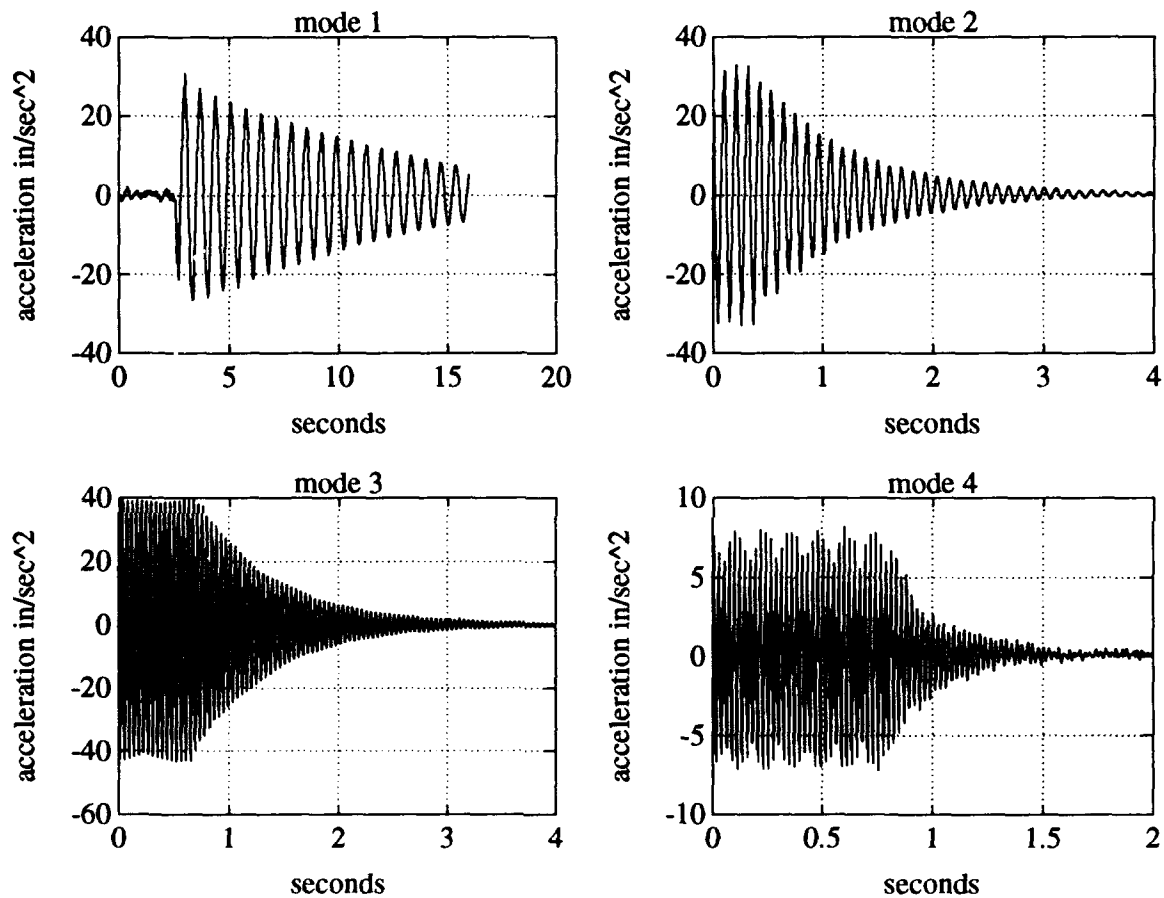 mode 1
40
20
0
-20
-40
acceleration in/sec^2
0 5 10 15 20
seconds
mode 2
40
20
0
-20
-40
acceleration in/sec^2
0 1 2 3 4
seconds
mode 3
40
20
0
-20
-40
-60
acceleration in/sec^2
0 1 2 3 4
seconds
mode 4
10
5
0
-5
-10
acceleration in/sec^2
0 0.5 1 1.5 2
seconds